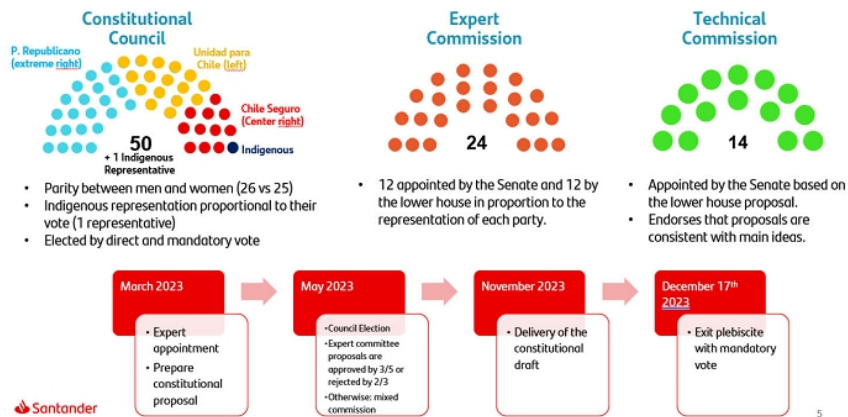 Constitutional
Council
P. Republicano
(extreme right)
Unidad para
Chile (left)
Chile Seguro
(Center right)
50
+ 1 Indigenous
Representative
Indigenous
• Parity between men and women (26 vs 25)
• Indigenous representation proportional to their
vote (1 representative)
• Elected by direct and mandatory vote
Expert
Commission
24
• 12 appointed by the Senate and 12 by
the lower house in proportion to the
representation of each party.
Technical
Commission
14
• Appointed by the Senate based on
the lower house proposal.
• Endorses that proposals are
consistent with main ideas.
March 2023
• Expert
appointment
• Prepare
constitutional
proposal
May 2023
•Council Election
•Expert committee
proposals are
approved by 3/5 or
rejected by 2/3
•Otherwise: mixed
commission
November 2023
• Delivery of the
constitutional
draft
December 17th
2023
• Exit plebiscite
with mandatory
vote
Santander
5